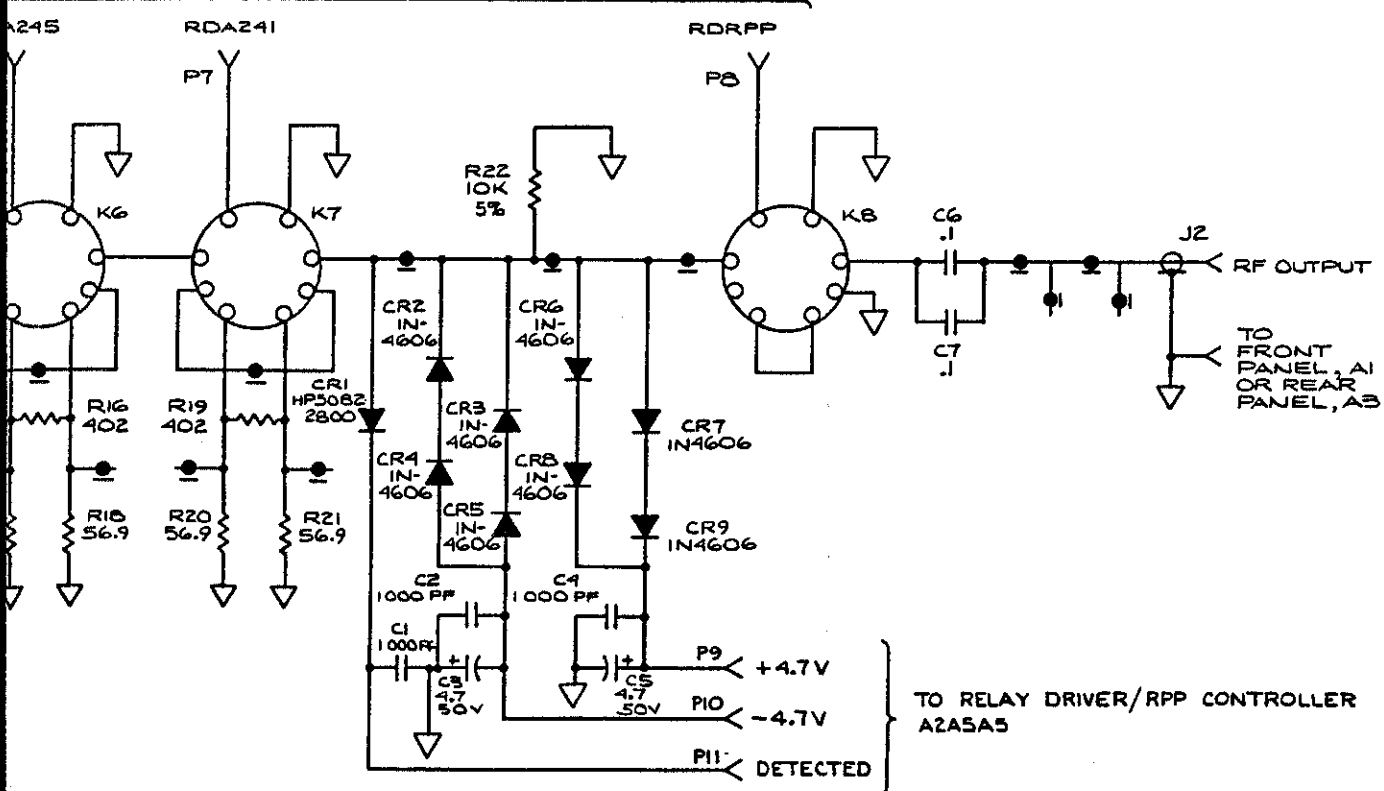 A245
RDA241
RDRPP
P7
P8
R22
10K
5%
K6
K7
K8
C6
.1
J2
RF OUTPUT
C7
.1
TO
FRONT
PANEL, A1
OR REAR
PANEL, A3
CR2
1N-
4606
CR6
1N-
4606
CR1
HP5082
2800
R16
402
R19
402
CR3
1N-
4606
CR7
1N4606
CR4
1N-
4606
CR8
1N-
4606
R18
56.9
R20
56.9
R21
56.9
CR5
1N-
4606
CR9
1N4606
C2
1000 PF
C4
1000 PF
C1
1000 PF
+
C3
4.7
50V
+
C5
4.7
50V
P9
+4.7V
P10
-4.7V
P11
DETECTED
TO RELAY DRIVER/RPP CONTROLLER
A2A5A5